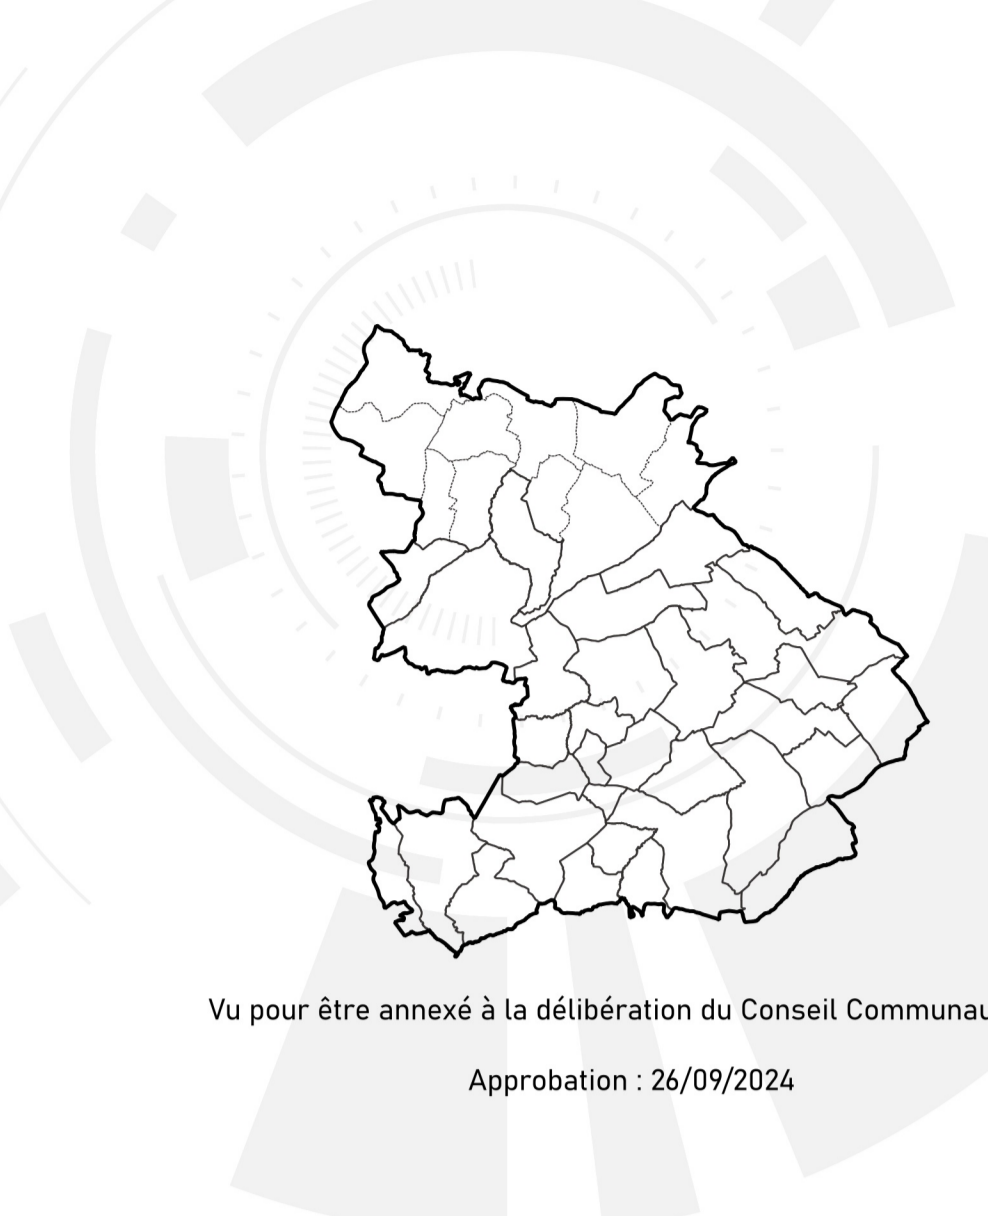 Vu pour être annexé à la délibération du Conseil Communau
Approbation : 26/09/2024